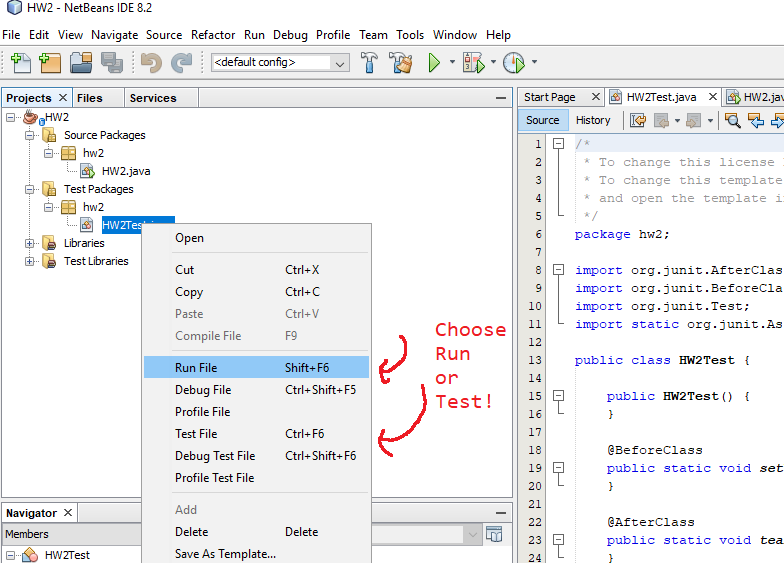 HW2 - NetBeans IDE 8.2
File Edit View Navigate Source Refactor Run Debug Profile Team Tools Window Help
<default config>
Projects Files Services
HW2
Source Packages
hw2
HW2.java
Test Packages
hw2
HW2Test
Libraries
Test Libraries
Open
Cut Ctrl+X
Copy Ctrl+C
Paste Ctrl+V
Compile File F9
Run File Shift+F6
Debug File Ctrl+Shift+F5
Profile File
Test File Ctrl+F6
Debug Test File Ctrl+Shift+F6
Profile Test File
Add
Delete Delete
Save As Template...
Choose
Run
or
Test!
Navigator
Members
HW2Test
Start Page HW2Test.java HW2.jav
Source History
1 /*
2 * To change this license
3 * To change this template
4 * and open the template i
5 */
6 package hw2;
7
8 import org.junit.AfterClas
9 import org.junit.BeforeCla
10 import org.junit.Test;
11 import static org.junit.As
12
13 public class HW2Test {
14
15 public HW2Test() {
16 }
17
18 @BeforeClass
19 public static void set
20 }
21
22 @AfterClass
23 public static void tea
24 }